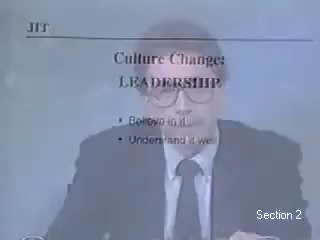 JIT
Culture Change:
LEADERSHIP
• Believe in it
• Understand it well
Section 2